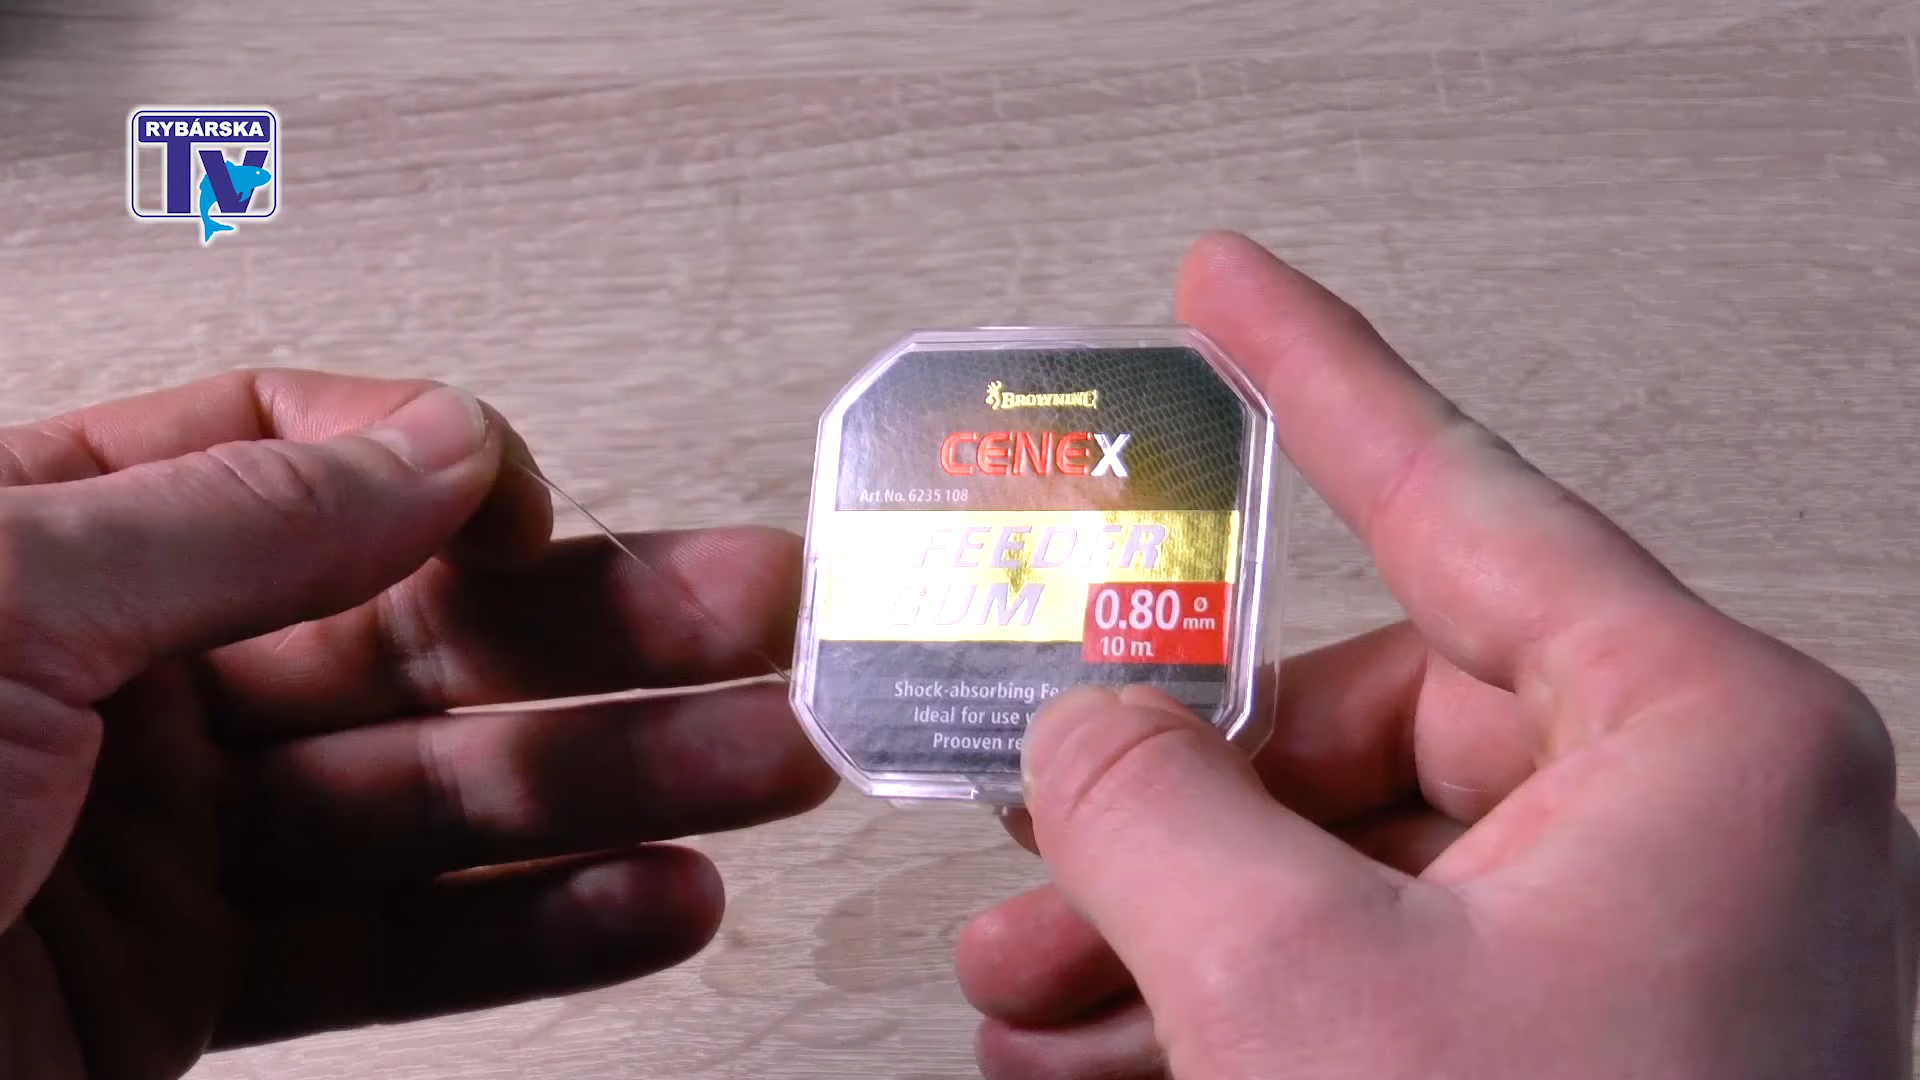 RYBÁRSKA
TV
BROWNING
CENEX
Art No. 6235 108
FEEDER
GUM
0.80 ø mm
10 m
Shock-absorbing
Ideal for use
Prooven